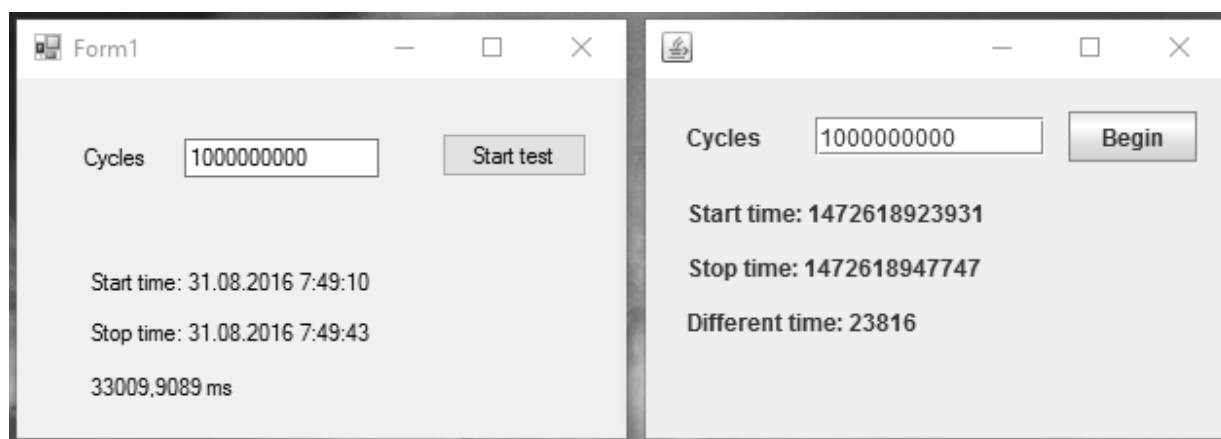 Form1
Cycles 1000000000 Start test
Start time: 31.08.2016 7:49:10
Stop time: 31.08.2016 7:49:43
33009,9089 ms
Cycles 1000000000 Begin
Start time: 1472618923931
Stop time: 1472618947747
Different time: 23816